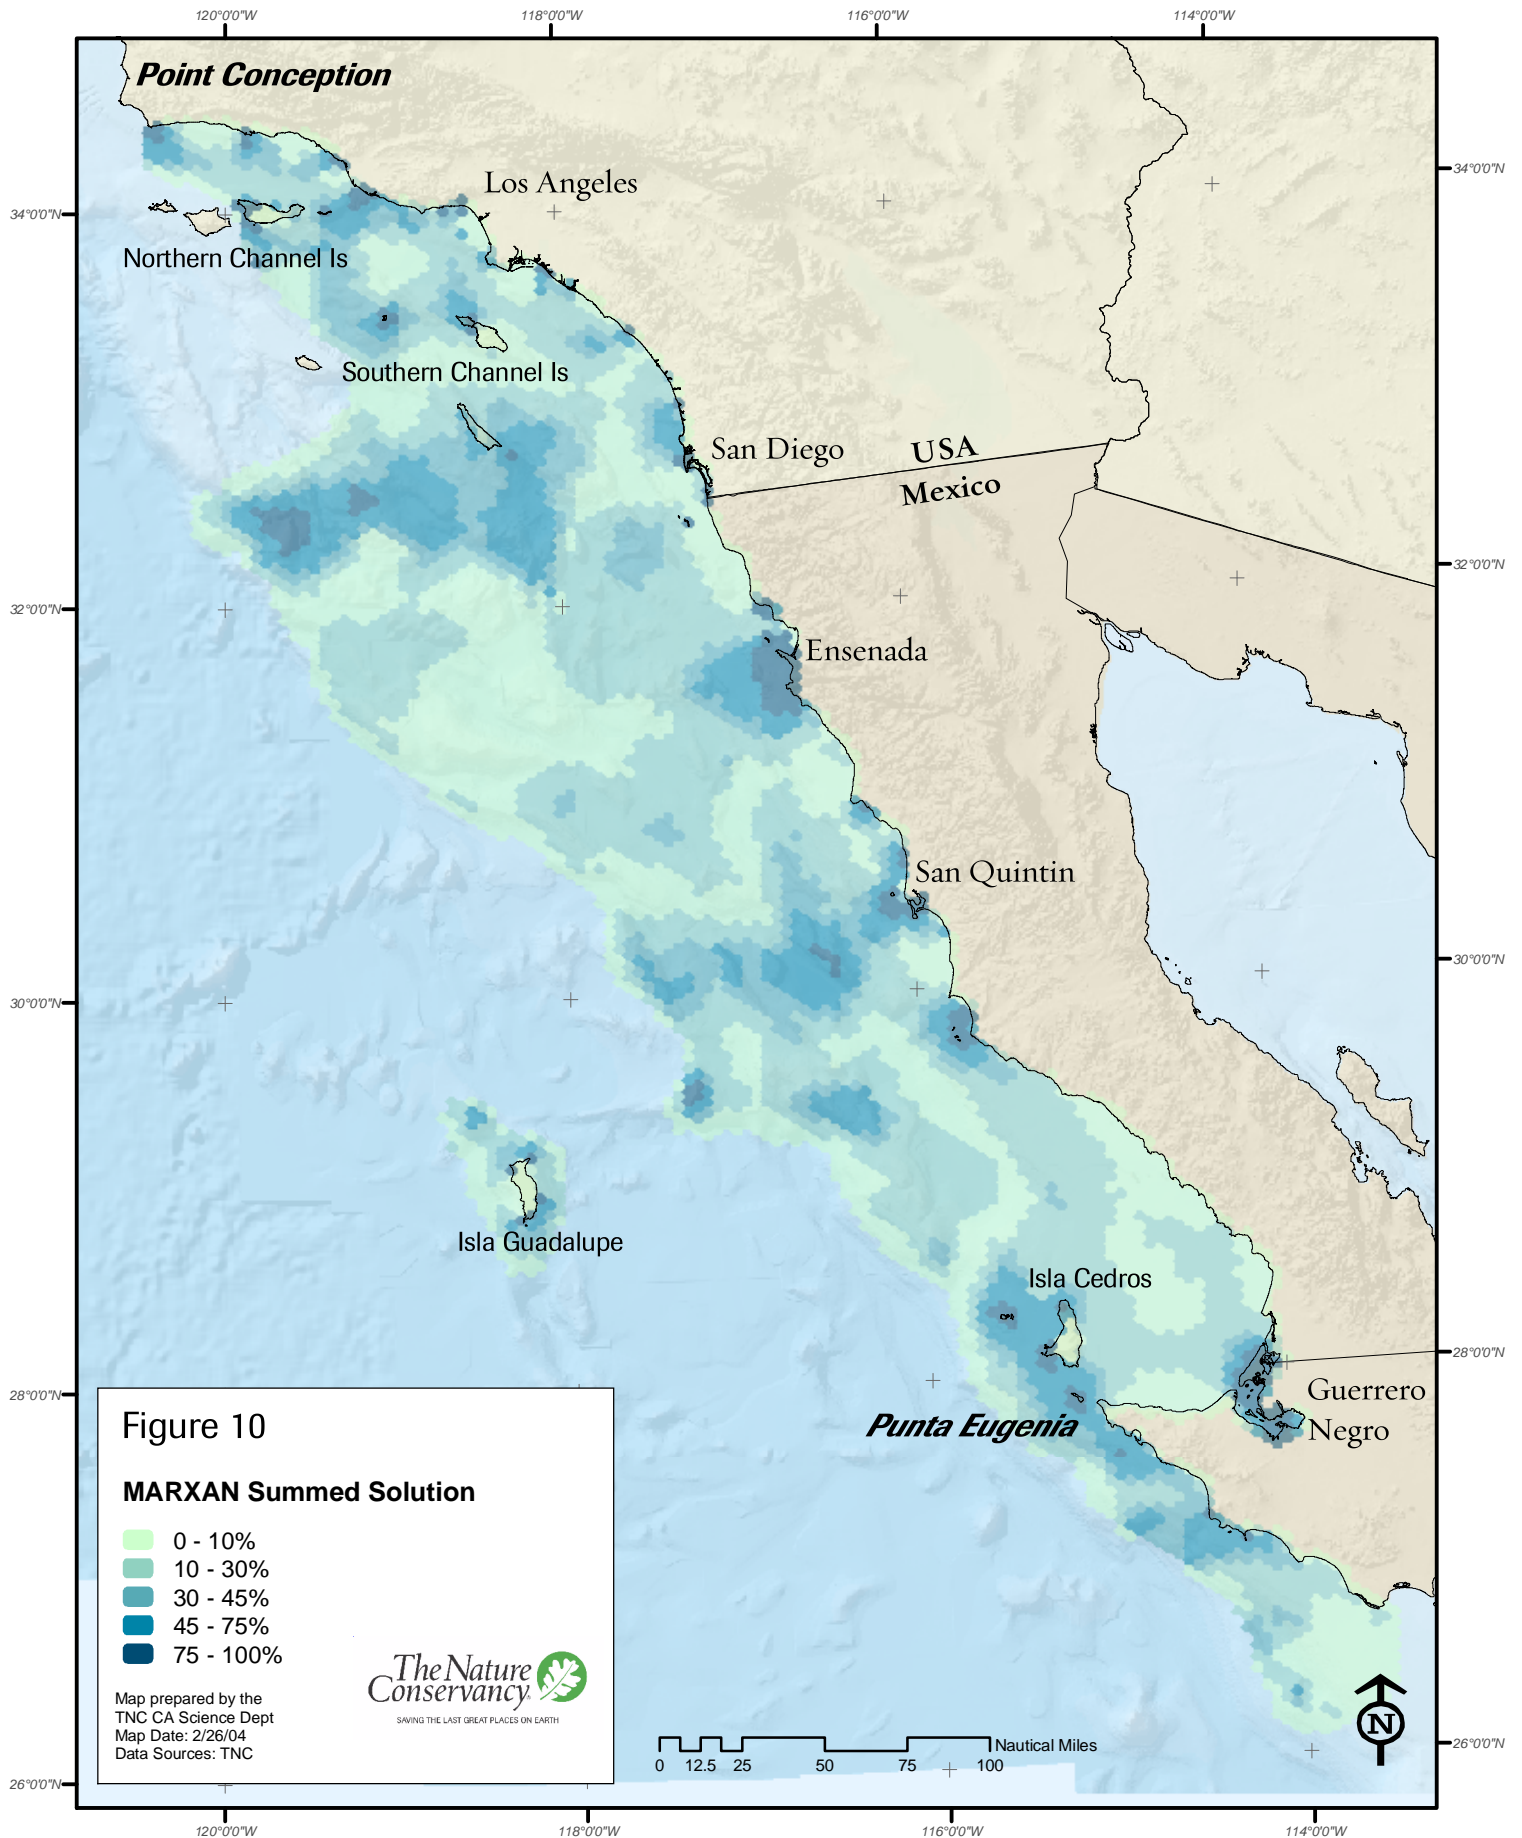 120°0'0"W
118°0'0"W
116°0'0"W
114°0'0"W
Point Conception
34°0'0"N
Los Angeles
34°0'0"N
Northern Channel Is
Southern Channel Is
San Diego
USA
Mexico
32°0'0"N
32°0'0"N
Ensenada
San Quintin
30°0'0"N
30°0'0"N
Isla Guadalupe
Isla Cedros
28°0'0"N
28°0'0"N
Guerrero
Negro
Punta Eugenia
Figure 10
MARXAN Summed Solution
0 - 10%
10 - 30%
30 - 45%
45 - 75%
75 - 100%
The Nature
Conservancy®
SAVING THE LAST GREAT PLACES ON EARTH
Map prepared by the
TNC CA Science Dept
Map Date: 2/26/04
Data Sources: TNC
Nautical Miles
0 12.5 25 50 75 100
N
26°0'0"N
26°0'0"N
120°0'0"W
118°0'0"W
116°0'0"W
114°0'0"W